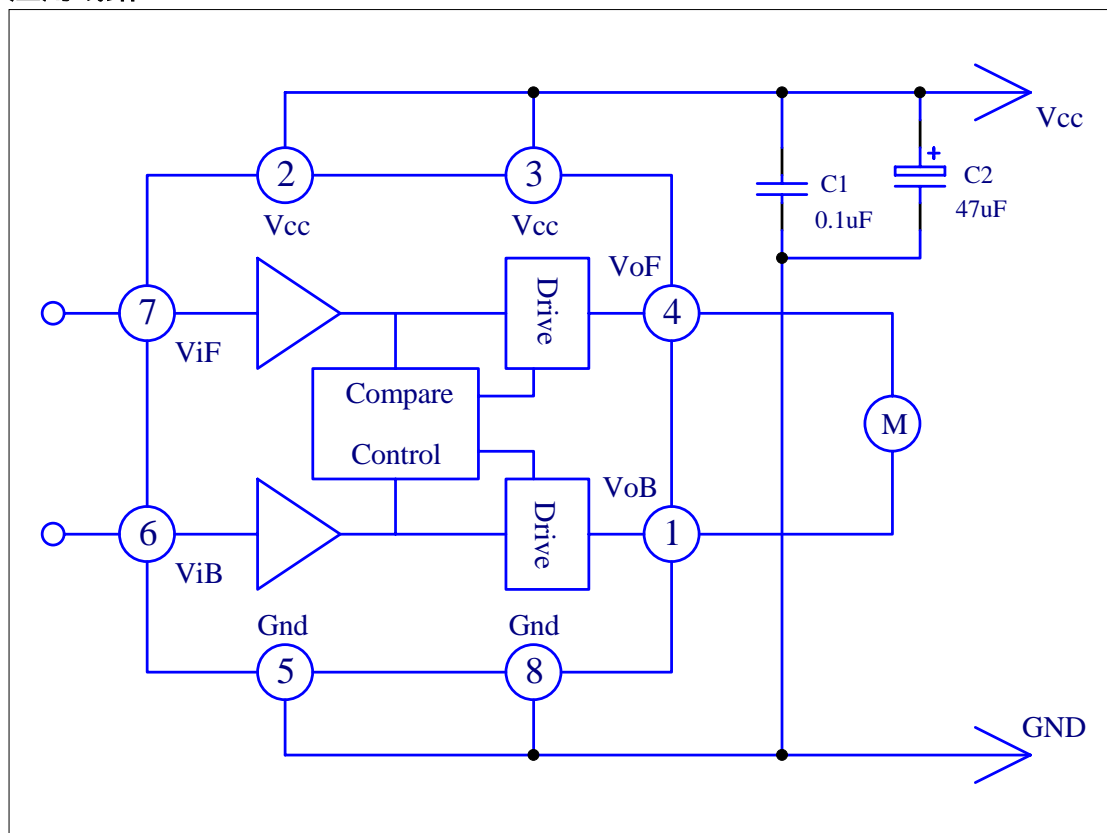 Vcc
2
3
Vcc
Vcc
C1
0.1uF
+
C2
47uF
VoF
Drive
7
4
ViF
Compare
Control
M
VoB
Drive
6
1
ViB
Gnd
Gnd
5
8
GND